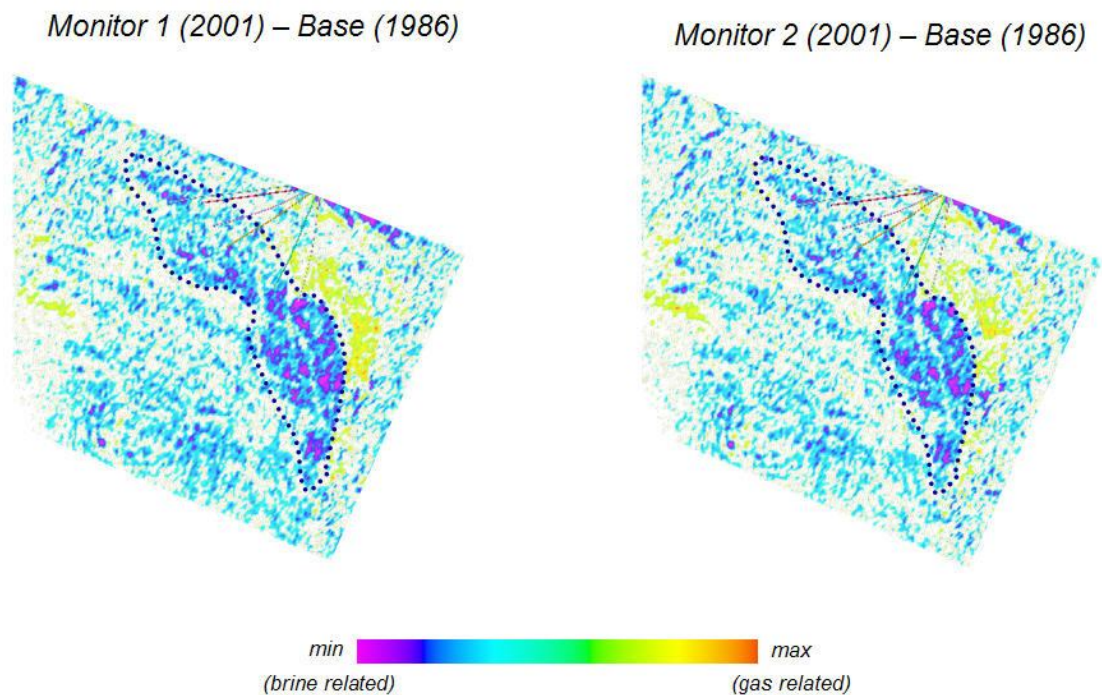 Monitor 1 (2001) – Base (1986)
Monitor 2 (2001) – Base (1986)
min
max
(brine related)
(gas related)